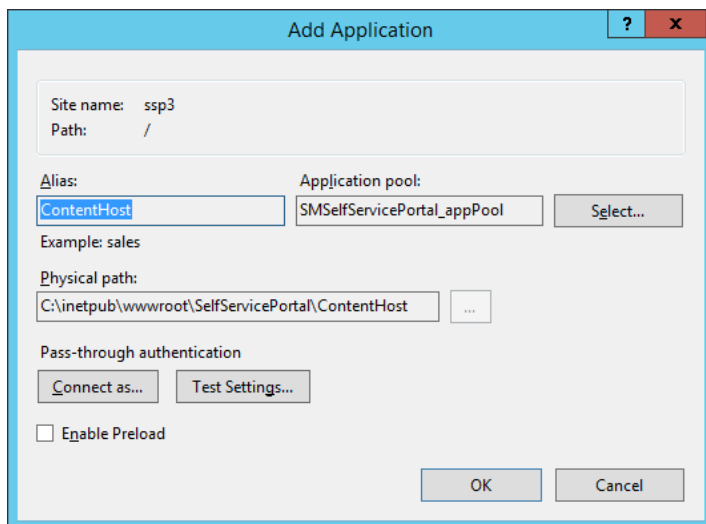 Add Application
?
x
Site name: ssp3
Path: /
Alias: Application pool:
ContentHost SMSelfServicePortal_appPool Select...
Example: sales
Physical path:
C:\inetpub\wwwroot\SelfServicePortal\ContentHost ...
Pass-through authentication
Connect as... Test Settings...
Enable Preload
OK Cancel